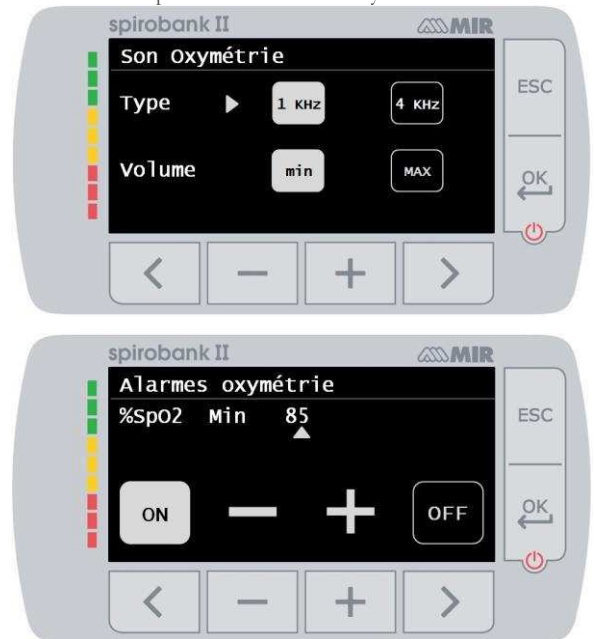 spirobank II MIR
Son Oxymétrie
Type 1 KHz 4 KHz
ESC
Volume min MAX
OK
spirobank II MIR
Alarmes oxymétrie
%SpO2 Min 85
ESC
ON OFF
OK